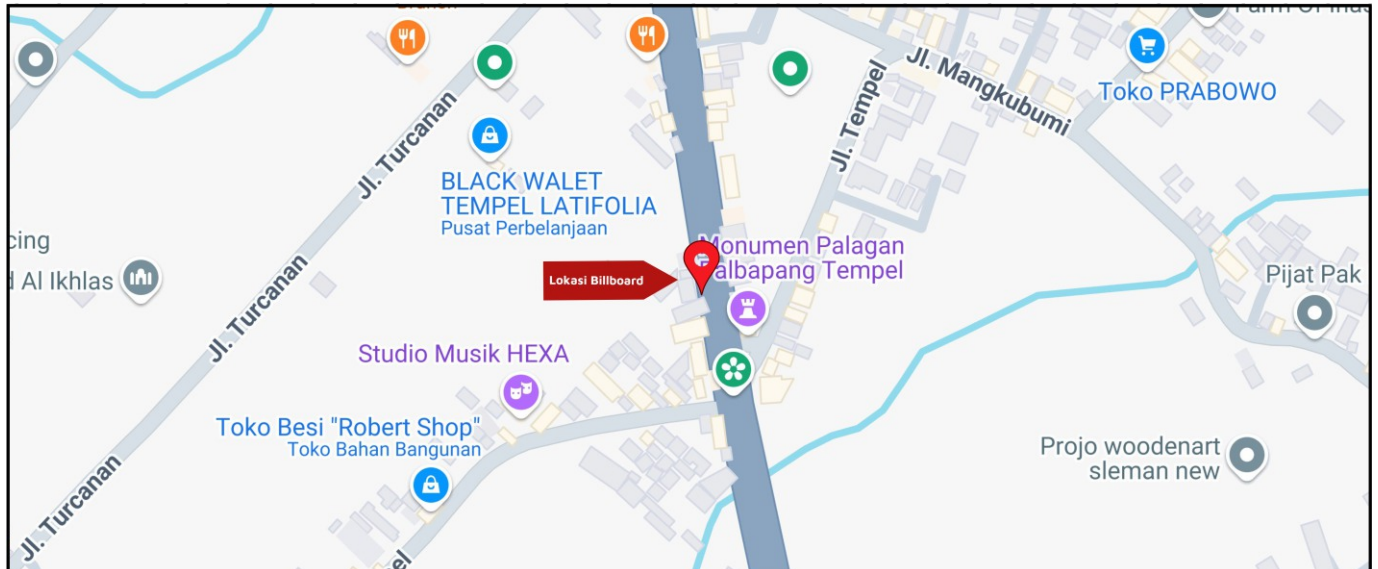 Jl. Mangkubumi
Toko PRABOWO
Jl. Tempel
Jl. Turcanan
BLACK WALET
TEMPEL LATIFOLIA
Pusat Perbelanjaan
cing
d Al Ikhlas
Monumen Palagan
Balbapang Tempel
Lokasi Billboard
Pijat Pak
Jl. Turcanan
Studio Musik HEXA
Toko Besi "Robert Shop"
Toko Bahan Bangunan
Projo woodenart
sleman new
Jl. Turcanan
pel